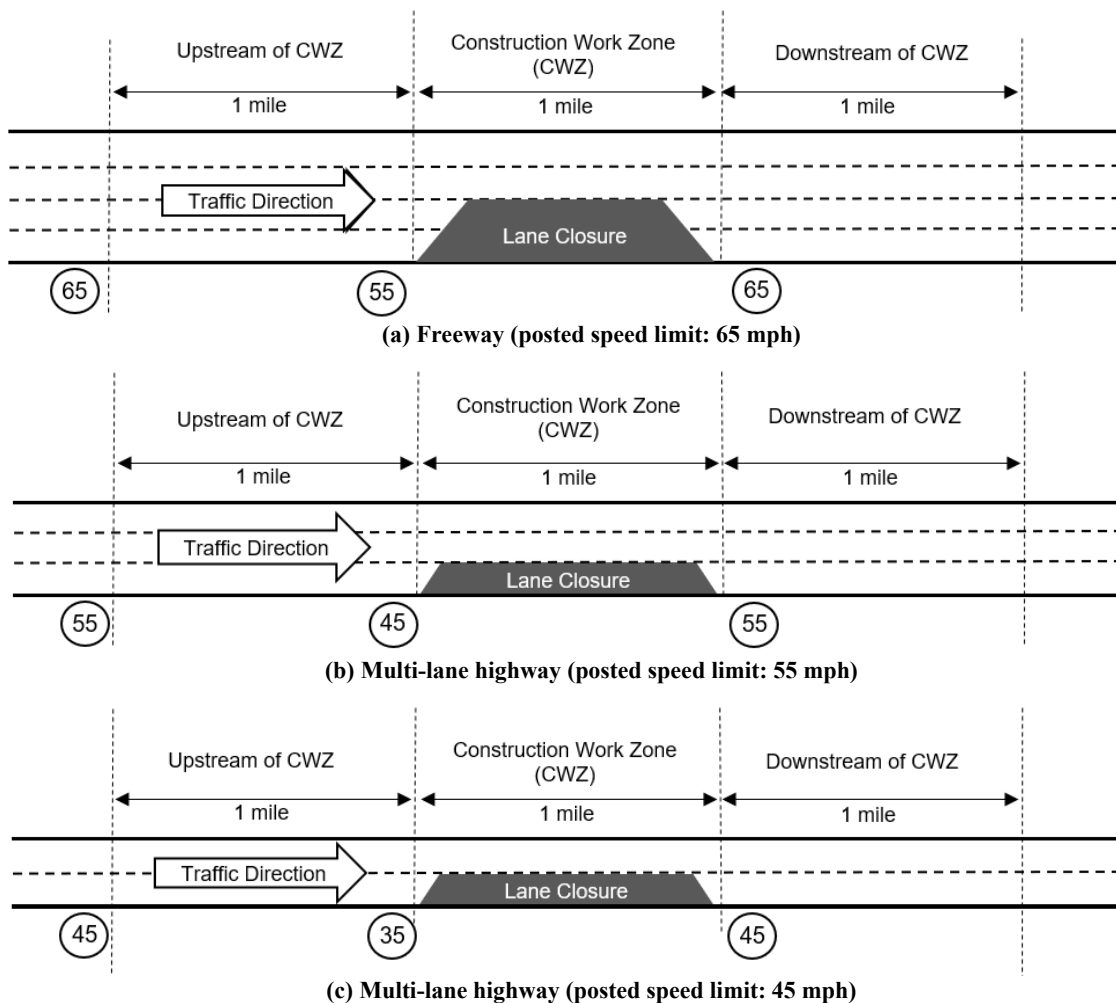 Upstream of CWZ
Construction Work Zone
(CWZ)
Downstream of CWZ
1 mile
1 mile
1 mile
Traffic Direction
Lane Closure
65
55
65
(a) Freeway (posted speed limit: 65 mph)
Upstream of CWZ
Construction Work Zone
(CWZ)
Downstream of CWZ
1 mile
1 mile
1 mile
Traffic Direction
Lane Closure
55
45
55
(b) Multi-lane highway (posted speed limit: 55 mph)
Upstream of CWZ
Construction Work Zone
(CWZ)
Downstream of CWZ
1 mile
1 mile
1 mile
Traffic Direction
Lane Closure
45
35
45
(c) Multi-lane highway (posted speed limit: 45 mph)